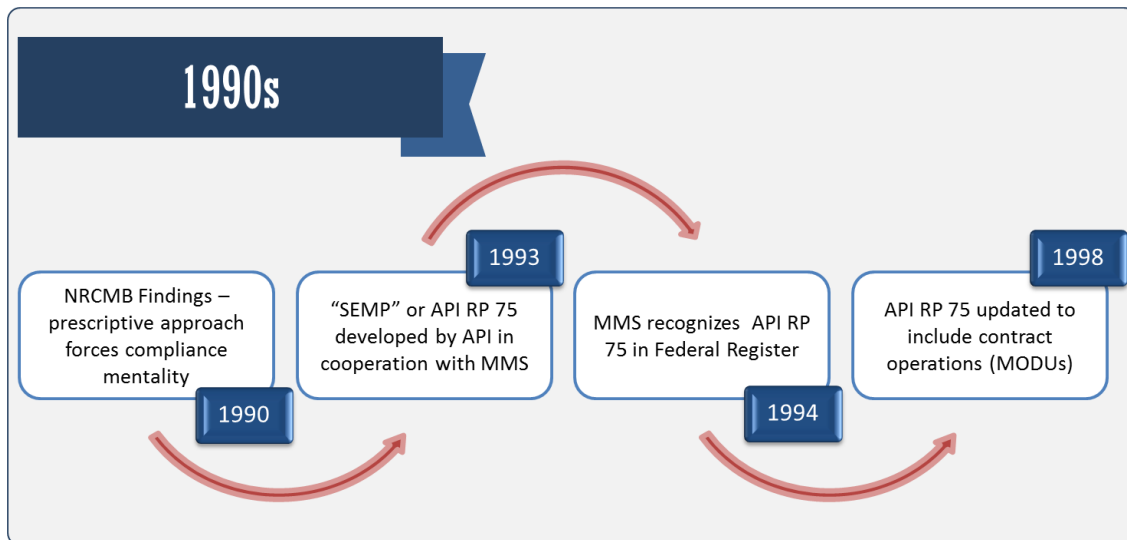 1990s
NRCMB Findings –
prescriptive approach
forces compliance
mentality
1990
1993
“SEMP” or API RP 75
developed by API in
cooperation with MMS
MMS recognizes API RP
75 in Federal Register
1994
1998
API RP 75 updated to
include contract
operations (MODUs)